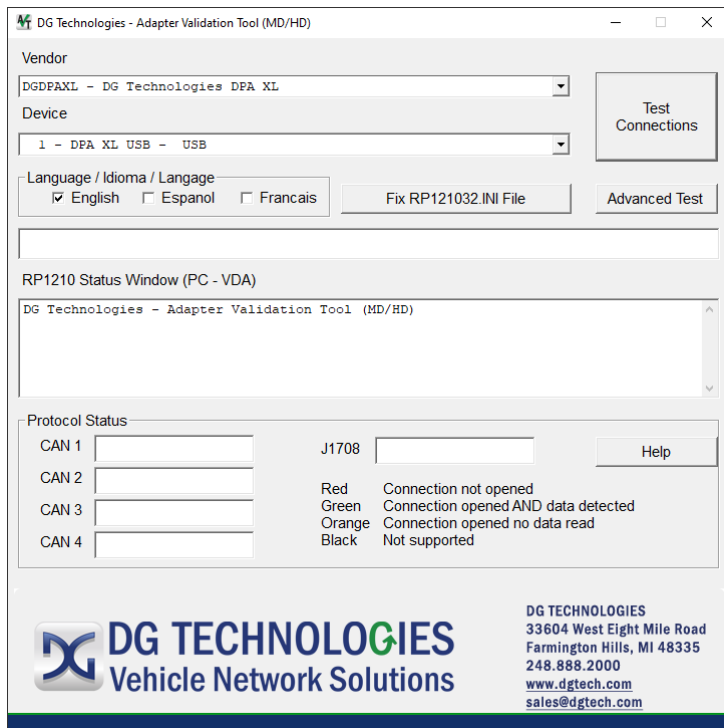 DG Technologies - Adapter Validation Tool (MD/HD)
Vendor
DGDPAXL - DG Technologies DPA XL
Device
1 - DPA XL USB - USB
Test
Connections
Language / Idioma / Langage
English Espanol Francais
Fix RP121032.INI File
Advanced Test
RP1210 Status Window (PC - VDA)
DG Technologies - Adapter Validation Tool (MD/HD)
Protocol Status
CAN 1
CAN 2
CAN 3
CAN 4
J1708
Help
Red Connection not opened
Green Connection opened AND data detected
Orange Connection opened no data read
Black Not supported
DG TECHNOLOGIES
Vehicle Network Solutions
DG TECHNOLOGIES
33604 West Eight Mile Road
Farmington Hills, MI 48335
248.888.2000
www.dgtech.com
sales@dgtech.com